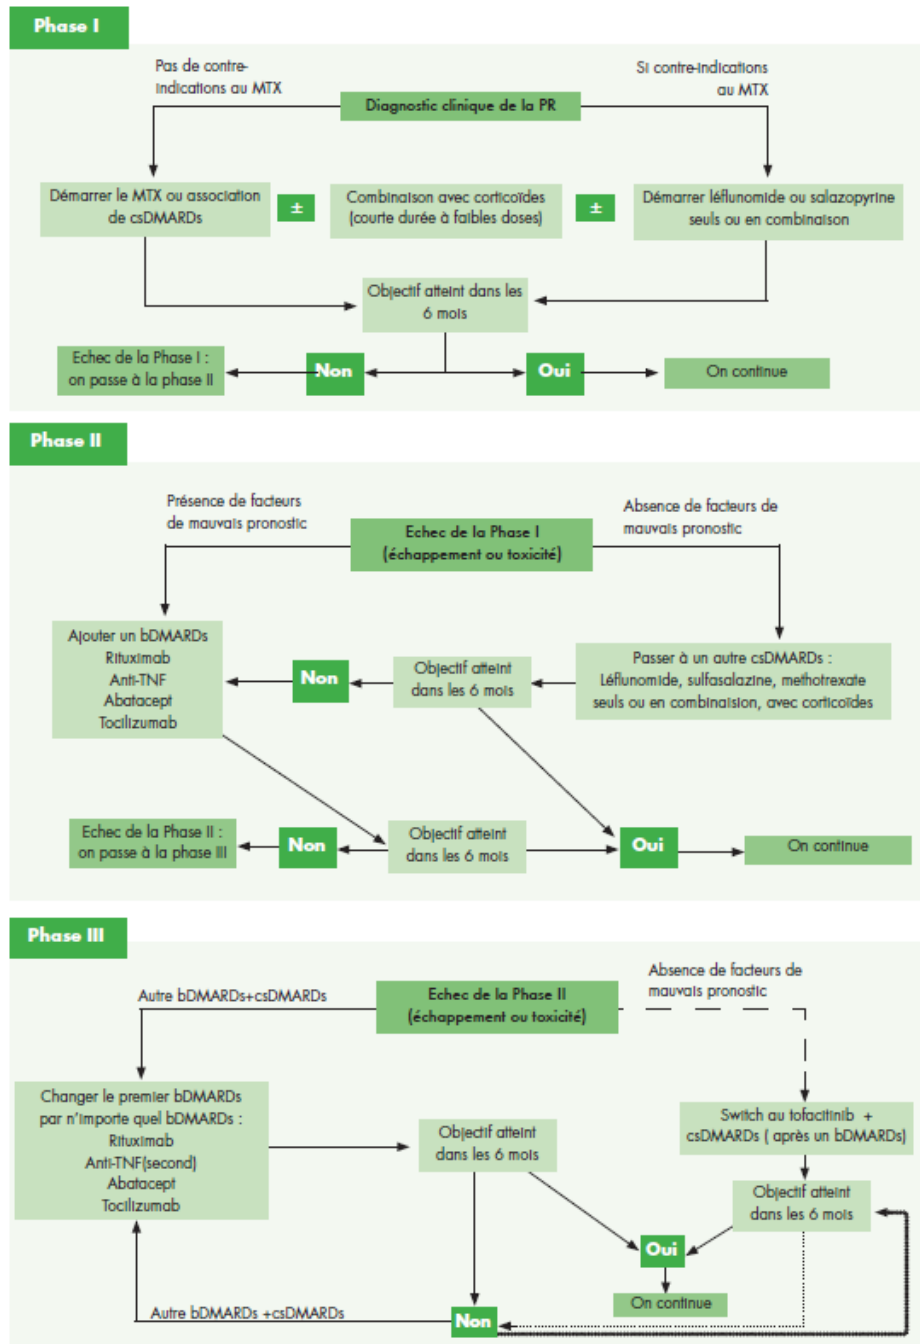 Phase I
Pas de contre-
indications au MTX
Si contre-indications
au MTX
Diagnostic clinique de la PR
Démarrer le MTX ou association
de csDMARDs
±
Combinaison avec corticoïdes
(courte durée à faibles doses)
±
Démarrer léflunomide ou salazopyrine
seuls ou en combinaison
Objectif atteint dans les
6 mois
Echec de la Phase I :
on passe à la phase II
Non
Oui
On continue
Phase II
Présence de facteurs
de mauvais pronostic
Absence de facteurs de
mauvais pronostic
Echec de la Phase I
(échappement ou toxicité)
Ajouter un bDMARDs
Rituximab
Anti-TNF
Abatacept
Tocilizumab
Non
Objectif atteint
dans les 6 mois
Passer à un autre csDMARDs :
Léflunomide, sulfasalazine, methotrexate
seuls ou en combinaision, avec corticoïdes
Echec de la Phase II :
on passe à la phase III
Non
Objectif atteint
dans les 6 mois
Oui
On continue
Phase III
Autre bDMARDs+csDMARDs
Echec de la Phase II
(échappement ou toxicité)
Absence de facteurs de
mauvais pronostic
Changer le premier bDMARDs
par n'importe quel bDMARDs :
Rituximab
Anti-TNF(second)
Abatacept
Tocilizumab
Objectif atteint
dans les 6 mois
Switch au tofacitinib +
csDMARDs ( après un bDMARDs)
Objectif atteint
dans les 6 mois
Oui
On continue
Autre bDMARDs +csDMARDs
Non